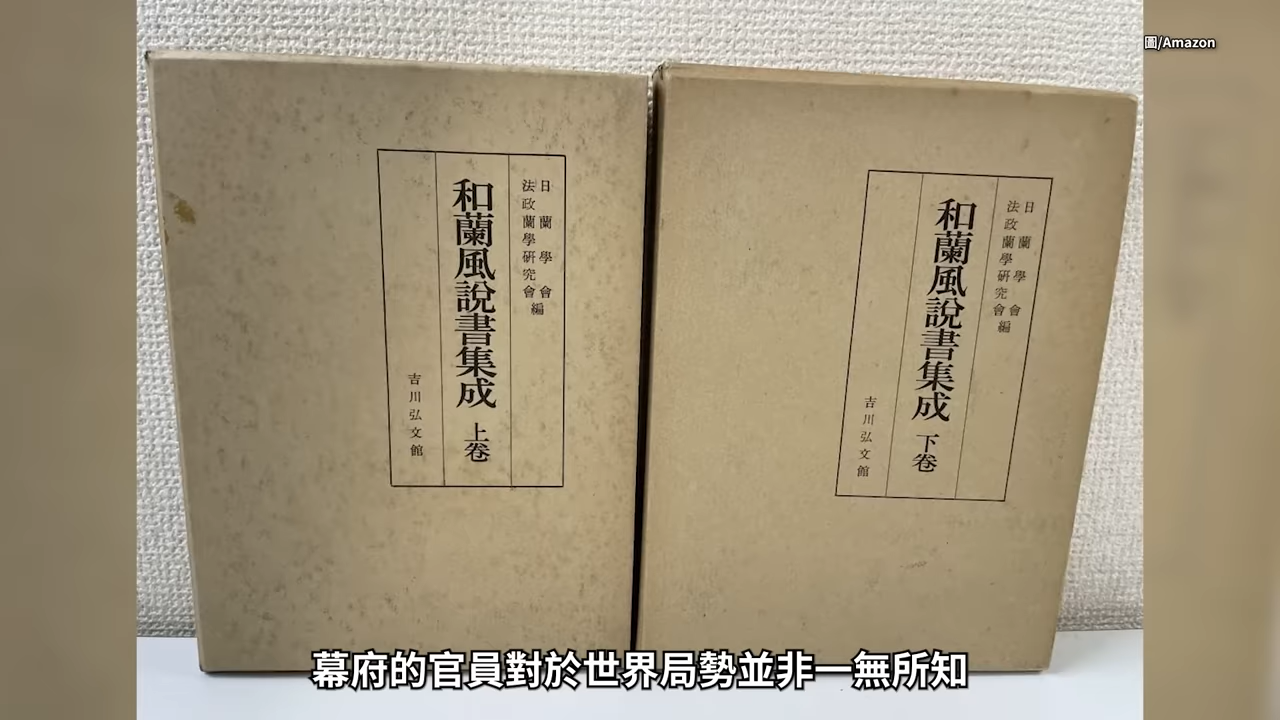 圖/Amazon
日蘭學會
法政蘭學研究會編
和蘭風說書集成 上卷
吉川弘文館
日蘭學會
法政蘭學研究會編
和蘭風說書集成 下卷
吉川弘文館
幕府的官員對於世界局勢並非一無所知